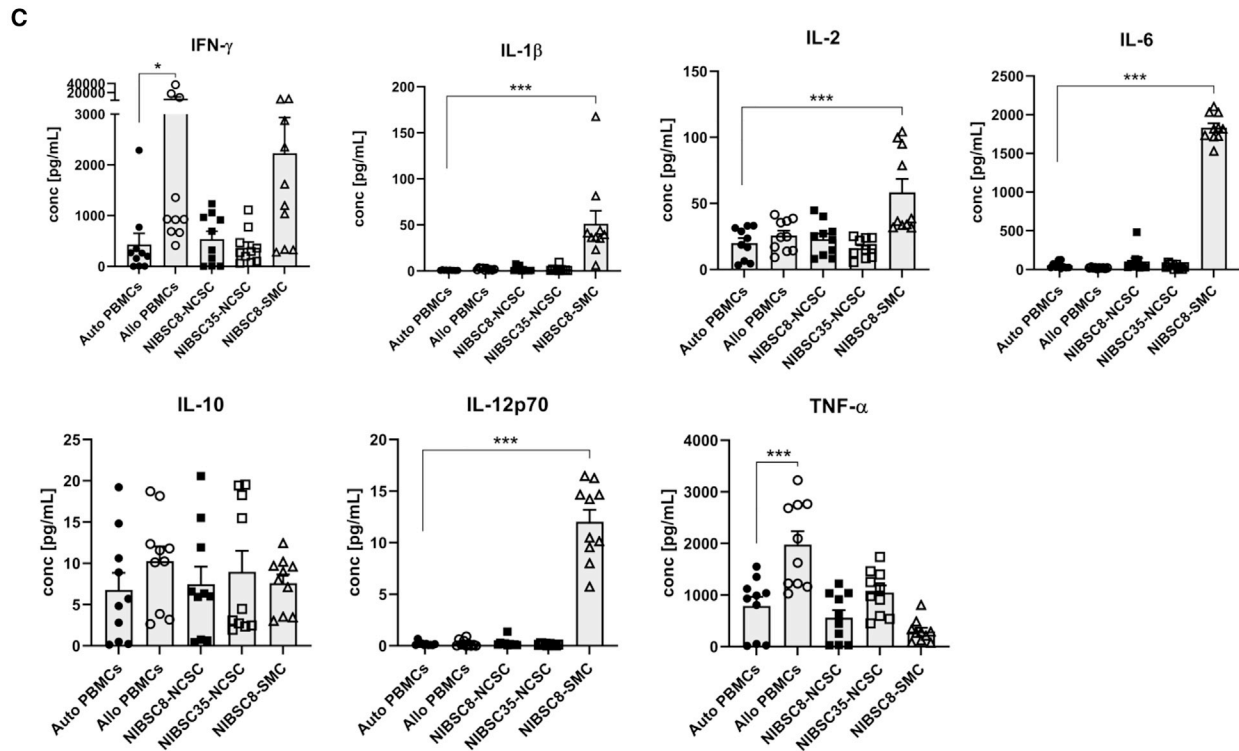 C
IFN-γ
conc [pg/mL]
40000
20000
3000
2000
1000
0
*
Auto PBMCs
Allo PBMCs
NIBSC8-NCSC
NIBSC35-NCSC
NIBSC8-SMC
IL-1β
conc [pg/mL]
200
150
100
50
0
***
Auto PBMCs
Allo PBMCs
NIBSC8-NCSC
NIBSC35-NCSC
NIBSC8-SMC
IL-2
conc [pg/mL]
150
100
50
0
***
Auto PBMCs
Allo PBMCs
NIBSC8-NCSC
NIBSC35-NCSC
NIBSC8-SMC
IL-6
conc [pg/mL]
2500
2000
1500
1000
500
0
***
Auto PBMCs
Allo PBMCs
NIBSC8-NCSC
NIBSC35-NCSC
NIBSC8-SMC
IL-10
conc [pg/mL]
25
20
15
10
5
0
Auto PBMCs
Allo PBMCs
NIBSC8-NCSC
NIBSC35-NCSC
NIBSC8-SMC
IL-12p70
conc [pg/mL]
20
15
10
5
0
***
Auto PBMCs
Allo PBMCs
NIBSC8-NCSC
NIBSC35-NCSC
NIBSC8-SMC
TNF-α
conc [pg/mL]
4000
3000
2000
1000
0
***
Auto PBMCs
Allo PBMCs
NIBSC8-NCSC
NIBSC35-NCSC
NIBSC8-SMC